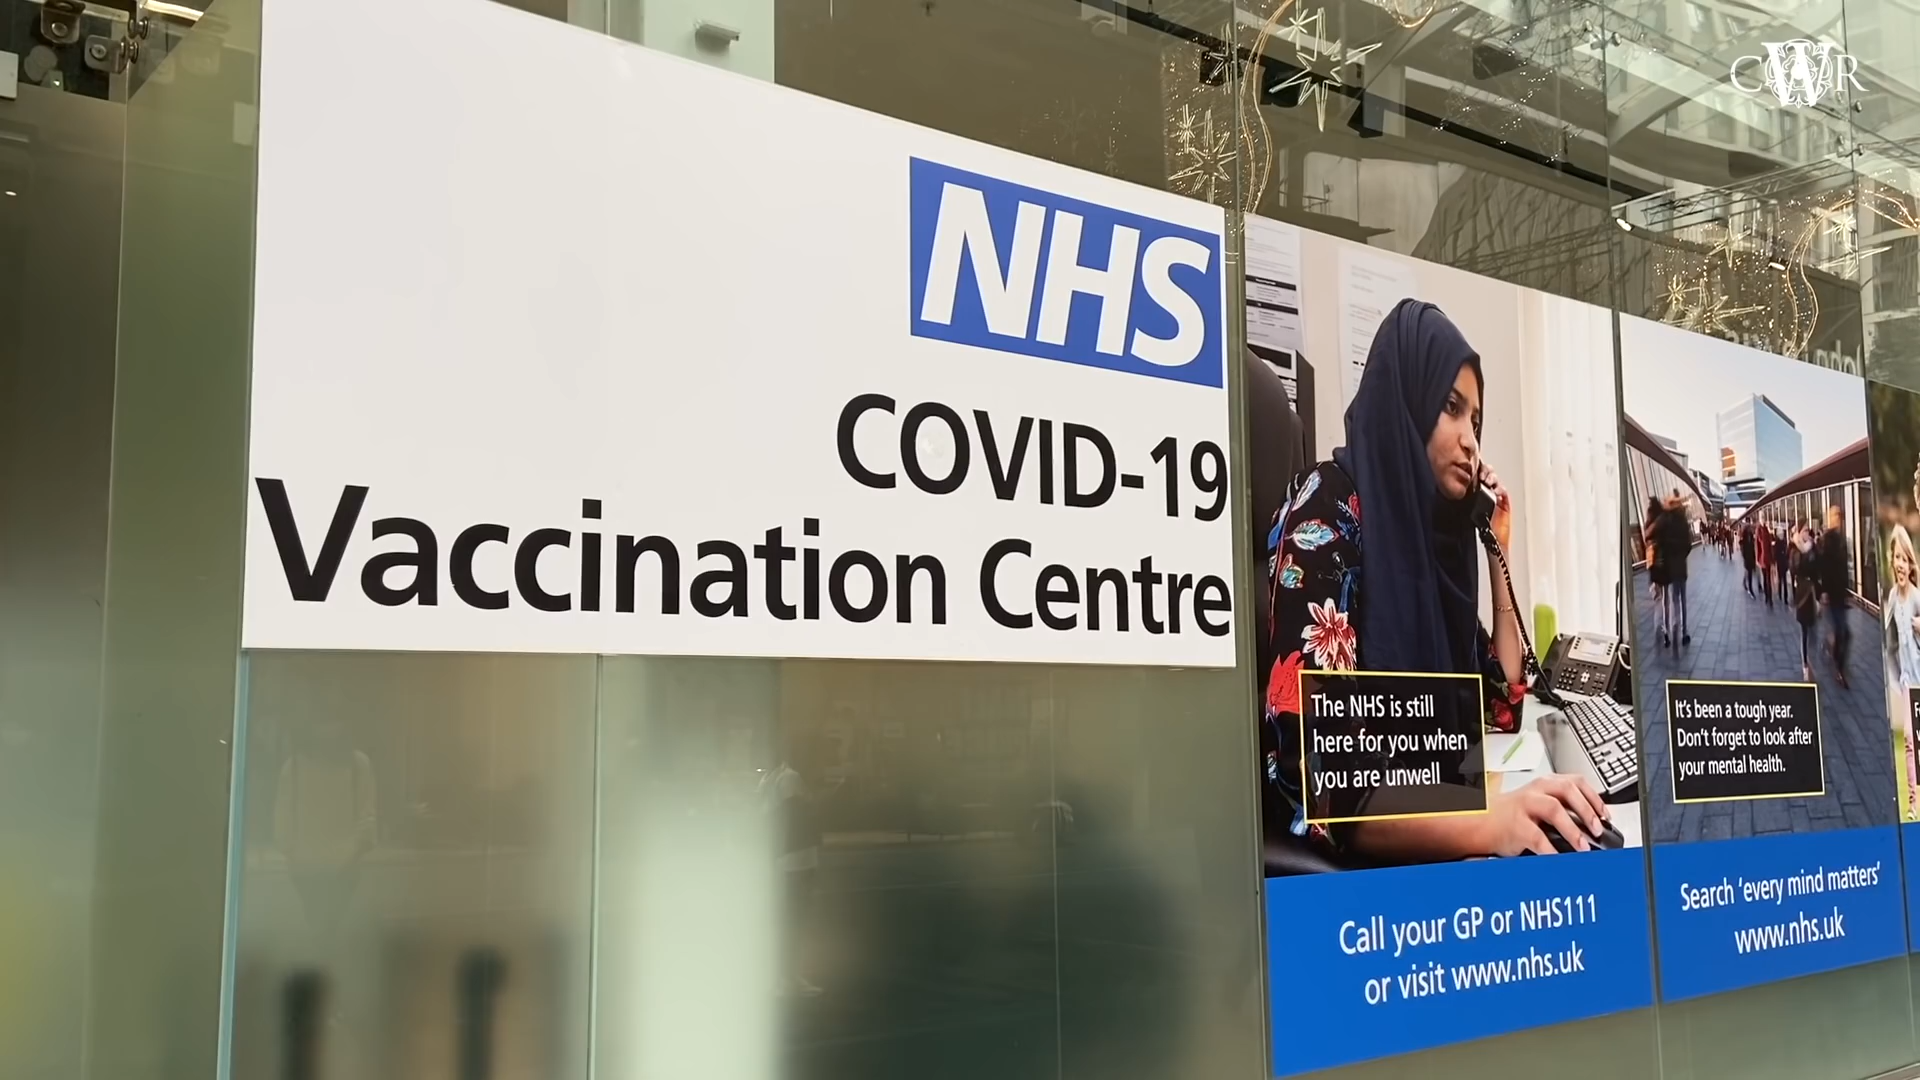 NHS
COVID-19
Vaccination Centre
The NHS is still
here for you when
you are unwell
Call your GP or NHS111
or visit www.nhs.uk
It's been a tough year.
Don't forget to look after
your mental health.
Search 'every mind matters'
www.nhs.uk